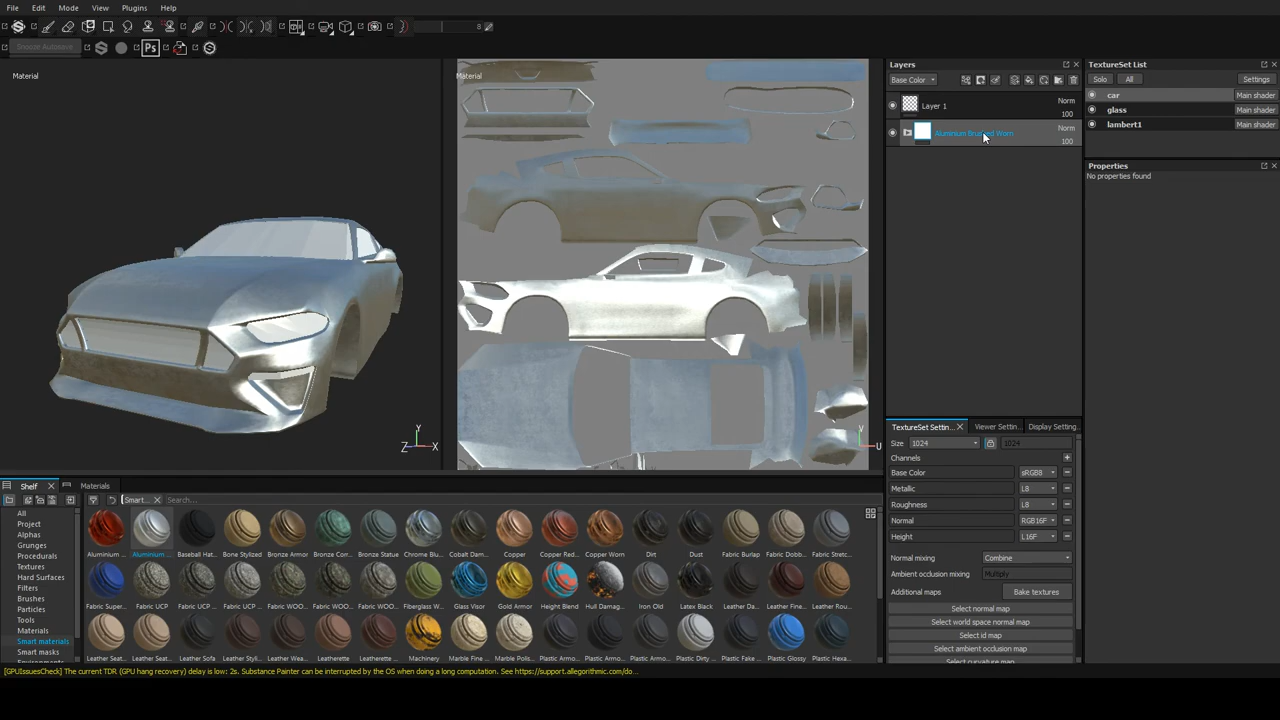 File Edit Mode View Plugins Help
8
Snooze Autosave
Ps
Material
Material
Y
Z X
V
U
Layers
Base Color
Layer 1
Norm
100
Aluminium Brushed Worn
Norm
100
TextureSet List
Solo All Settings
car Main shader
glass Main shader
lambert1 Main shader
Properties
No properties found
TextureSet Settin... Viewer Settin... Display Setting
Size 1024 1024
Channels
Base Color sRGB8
Metallic L8
Roughness L8
Normal RGB16F
Height L16F
Normal mixing Combine
Ambient occlusion mixing Multiply
Additional maps Bake textures
Select normal map
Select world space normal map
Select id map
Select ambient occlusion map
Select curvature map
Shelf Materials
Smart... Search...
All
Project
Alphas
Grunges
Procedurals
Textures
Hard Surfaces
Filters
Brushes
Particles
Tools
Materials
Smart materials
Smart masks
Environments
Aluminium ... Aluminium ... Baseball Hat... Bone Stylized Bronze Armor Bronze Corr... Bronze Statue Chrome Blu... Cobalt Dam... Copper Copper Red... Copper Worn Dirt Dust Fabric Burlap Fabric Dobb... Fabric Stretc...
Fabric Super... Fabric UCP Fabric UCP ... Fabric WOO... Fabric WOO... Fabric WOO... Fiberglass W... Glass Visor Gold Armor Height Blend Hull Damag... Iron Old Latex Black Leather Da... Leather Fine... Leather Rou...
Leather Seat... Leather Seat... Leather Sofa Leather Styli... Leather Wea... Leatherette Leatherette ... Machinery Marble Fine ... Marble Polis... Plastic Armo... Plastic Armo... Plastic Armo... Plastic Dirty ... Plastic Fake ... Plastic Glossy Plastic Hexa...
[GPUIssuesCheck] The current TDR (GPU hang recovery) delay is low: 2s. Substance Painter can be interrupted by the OS when doing a long computation. See https://support.allegorithmic.com/do...